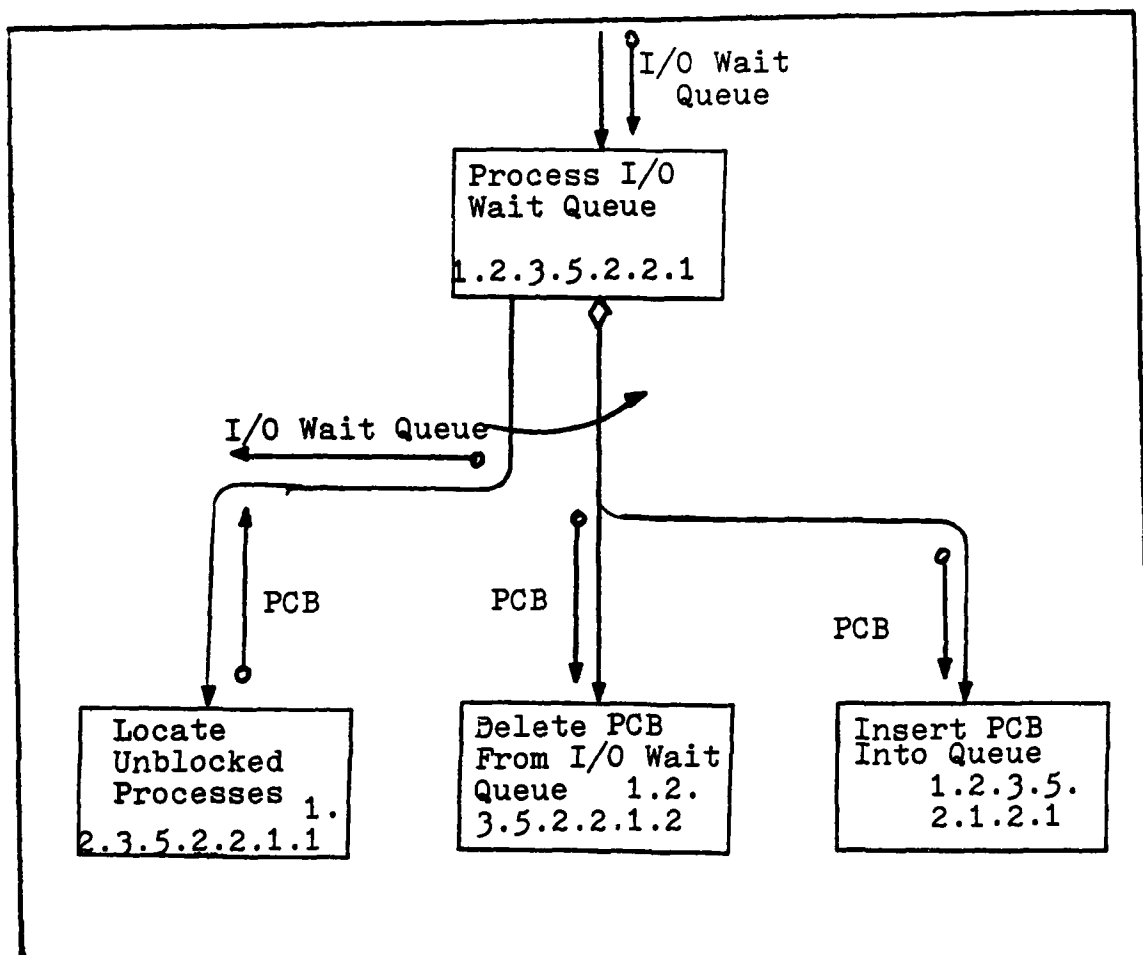 I/O Wait
Queue
Process I/O
Wait Queue
1.2.3.5.2.2.1
I/O Wait Queue
PCB
PCB
PCB
Locate
Unblocked
Processes 1.
2.3.5.2.2.1.1
Delete PCB
From I/O Wait
Queue 1.2.
3.5.2.2.1.2
Insert PCB
Into Queue
1.2.3.5.
2.1.2.1